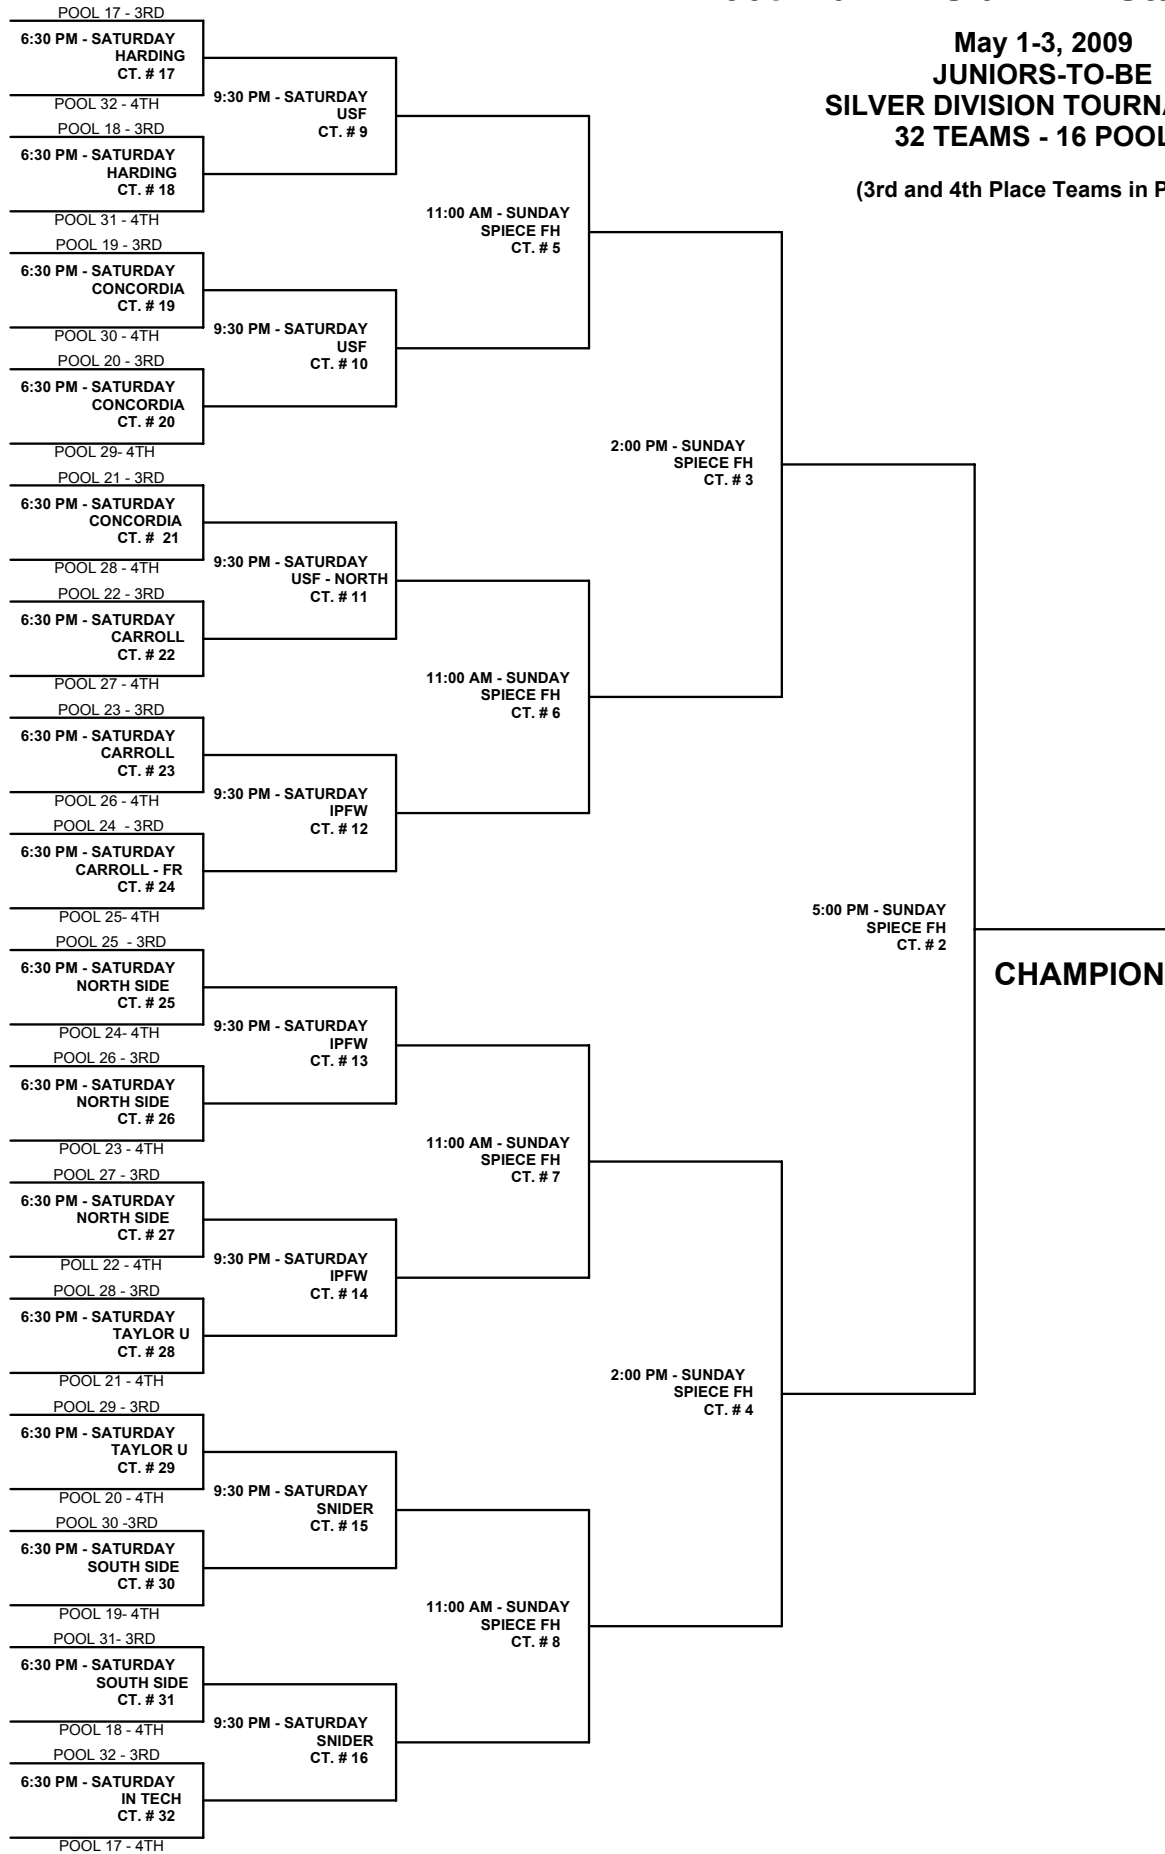 May 1-3, 2009
JUNIORS-TO-BE
SILVER DIVISION
32 TEAMS - 16
(3rd and 4th Place Teams in
POOL 17 - 3RD
6:30 PM - SATURDAY
HARDING
CT. # 17
POOL 32 - 4TH
POOL 18 - 3RD
6:30 PM - SATURDAY
HARDING
CT. # 18
POOL 31 - 4TH
POOL 19 - 3RD
6:30 PM - SATURDAY
CONCORDIA
CT. # 19
POOL 30 - 4TH
POOL 20 - 3RD
6:30 PM - SATURDAY
CONCORDIA
CT. # 20
POOL 29- 4TH
POOL 21 - 3RD
6:30 PM - SATURDAY
CONCORDIA
CT. # 21
POOL 28 - 4TH
POOL 22 - 3RD
6:30 PM - SATURDAY
CARROLL
CT. # 22
POOL 27 - 4TH
POOL 23 - 3RD
6:30 PM - SATURDAY
CARROLL
CT. # 23
POOL 26 - 4TH
POOL 24 - 3RD
6:30 PM - SATURDAY
CARROLL - FR
CT. # 24
POOL 25- 4TH
POOL 25 - 3RD
6:30 PM - SATURDAY
NORTH SIDE
CT. # 25
POOL 24- 4TH
POOL 26 - 3RD
6:30 PM - SATURDAY
NORTH SIDE
CT. # 26
POOL 23 - 4TH
POOL 27 - 3RD
6:30 PM - SATURDAY
NORTH SIDE
CT. # 27
POLL 22 - 4TH
POOL 28 - 3RD
6:30 PM - SATURDAY
TAYLOR U
CT. # 28
POOL 21 - 4TH
POOL 29 - 3RD
6:30 PM - SATURDAY
TAYLOR U
CT. # 29
POOL 20 - 4TH
POOL 30 -3RD
6:30 PM - SATURDAY
SOUTH SIDE
CT. # 30
POOL 19- 4TH
POOL 31- 3RD
6:30 PM - SATURDAY
SOUTH SIDE
CT. # 31
POOL 18 - 4TH
POOL 32 - 3RD
6:30 PM - SATURDAY
IN TECH
CT. # 32
POOL 17 - 4TH
9:30 PM - SATURDAY
USF
CT. # 9
9:30 PM - SATURDAY
USF
CT. # 10
9:30 PM - SATURDAY
USF - NORTH
CT. # 11
9:30 PM - SATURDAY
IPFW
CT. # 12
9:30 PM - SATURDAY
IPFW
CT. # 13
9:30 PM - SATURDAY
IPFW
CT. # 14
9:30 PM - SATURDAY
SNIDER
CT. # 15
9:30 PM - SATURDAY
SNIDER
CT. # 16
11:00 AM - SUNDAY
SPIECE FH
CT. # 5
11:00 AM - SUNDAY
SPIECE FH
CT. # 6
11:00 AM - SUNDAY
SPIECE FH
CT. # 7
11:00 AM - SUNDAY
SPIECE FH
CT. # 8
2:00 PM - SUNDAY
SPIECE FH
CT. # 3
2:00 PM - SUNDAY
SPIECE FH
CT. # 4
5:00 PM - SUNDAY
SPIECE FH
CT. # 2
CHAMPION